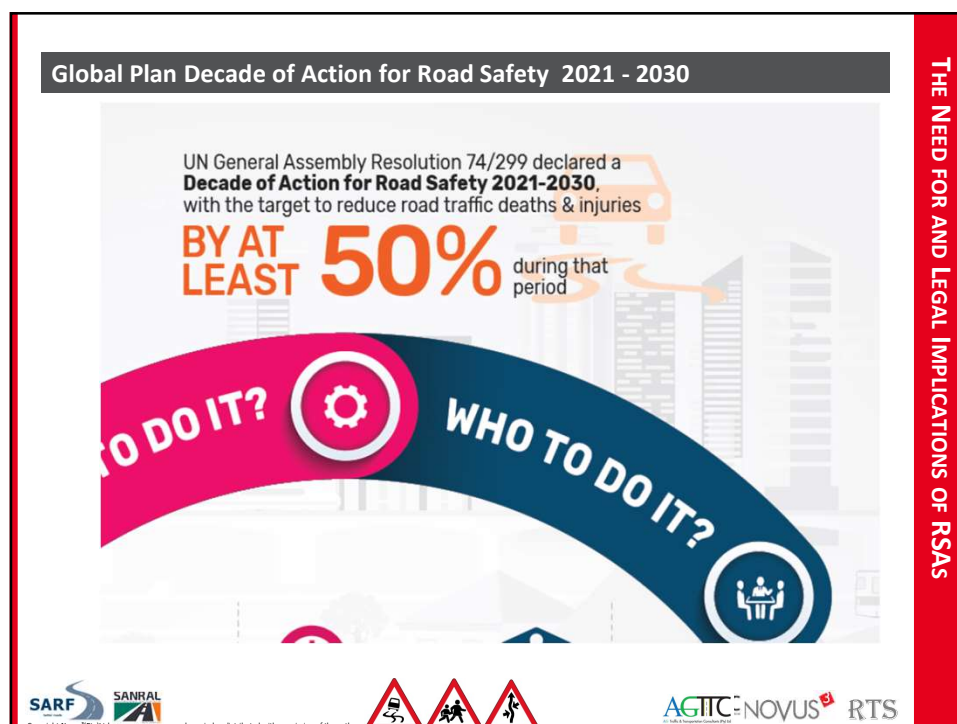 Global Plan Decade of Action for Road Safety 2021 - 2030
UN General Assembly Resolution 74/299 declared a
Decade of Action for Road Safety 2021-2030,
with the target to reduce road traffic deaths & injuries
BY AT
LEAST
50%
during that
period
TO DO IT?
WHO TO DO IT?
THE NEED FOR AND LEGAL IMPLICATIONS OF RSAS
SARF
SANRAL
NOVUS3
RTS